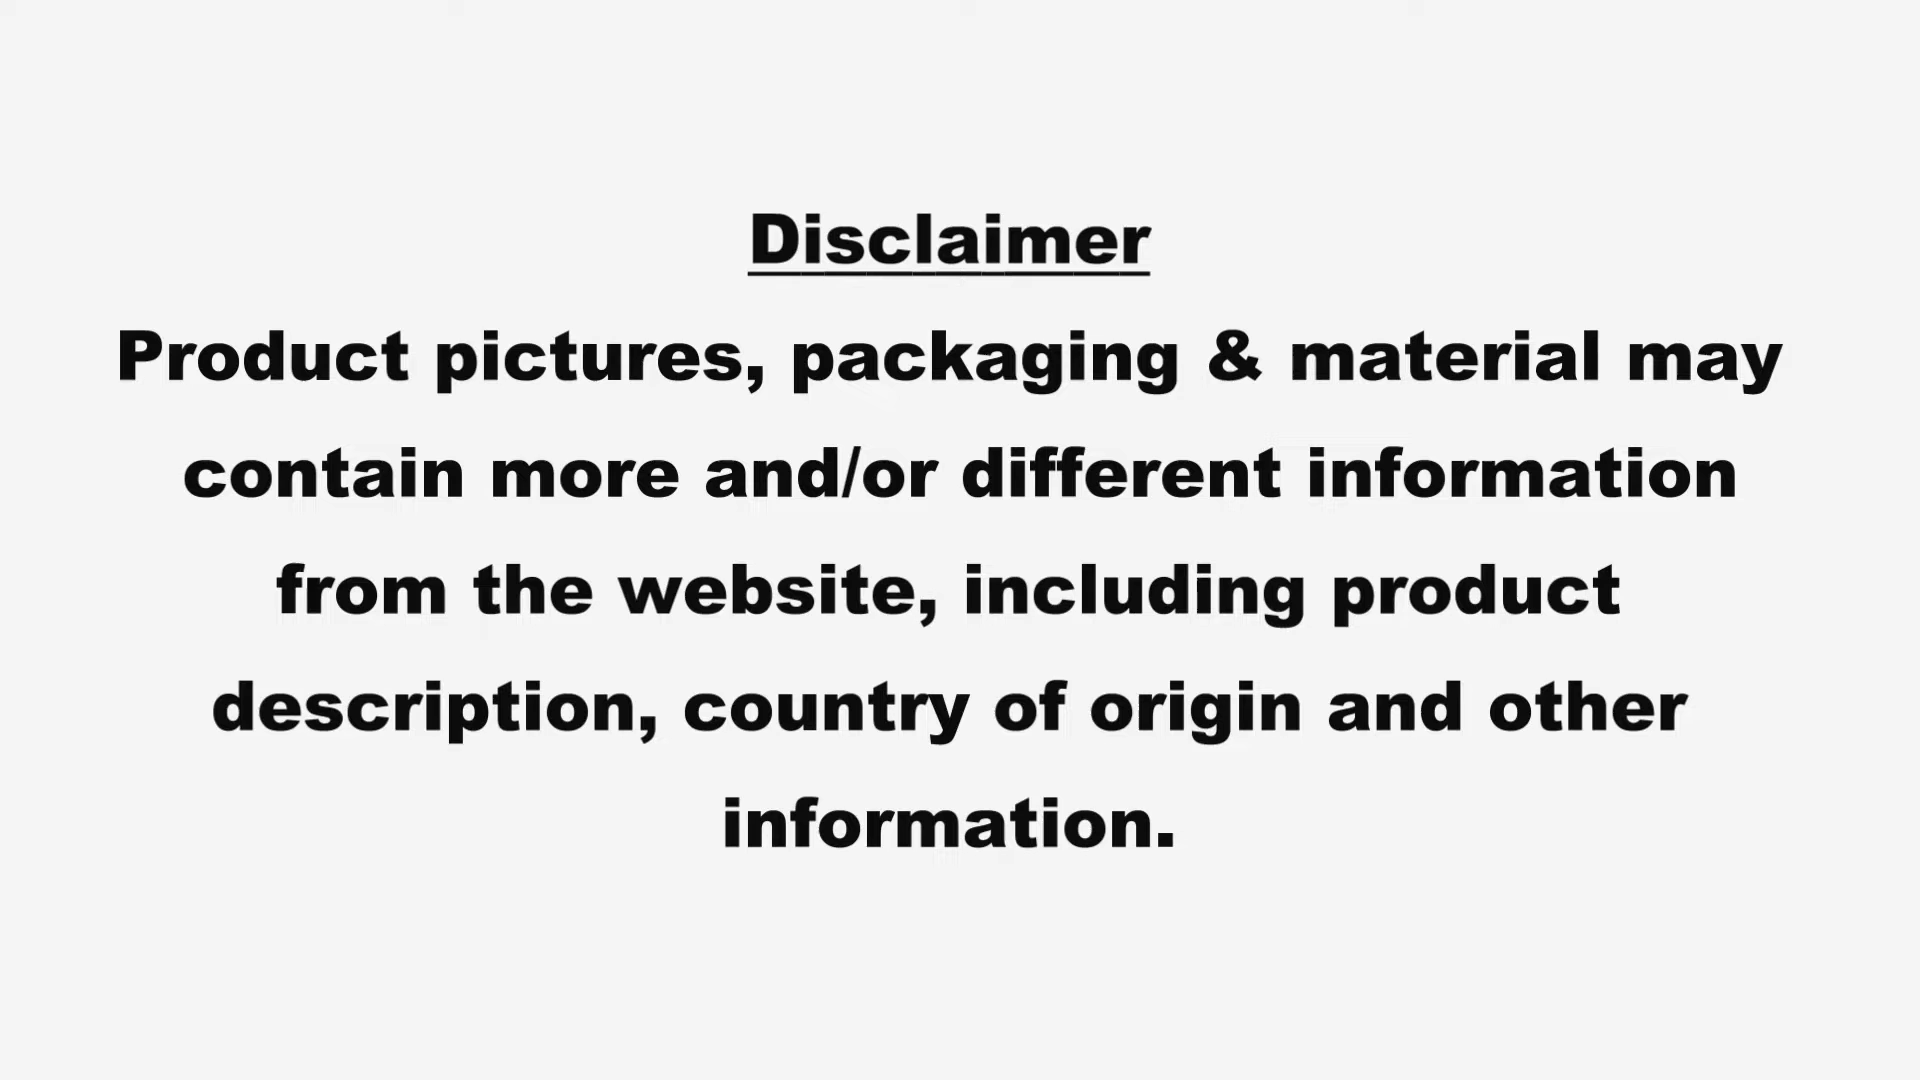 Disclaimer
Product pictures, packaging & material may
contain more and/or different information
from the website, including product
description, country of origin and other
information.